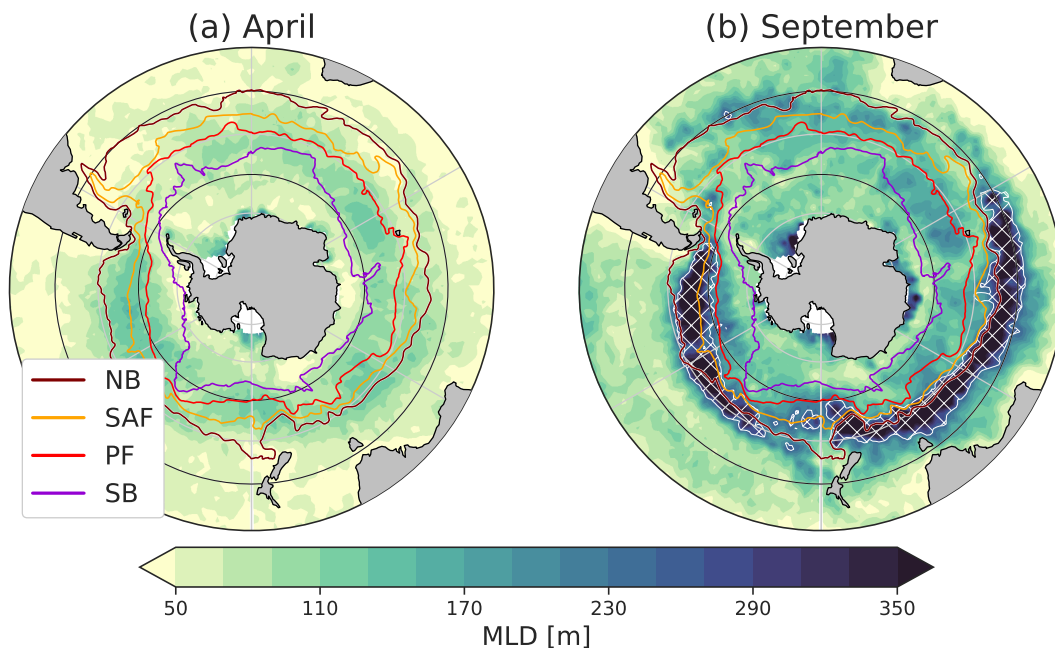 (a) April
(b) September
NB
SAF
PF
SB
50 110 170 230 290 350
MLD [m]